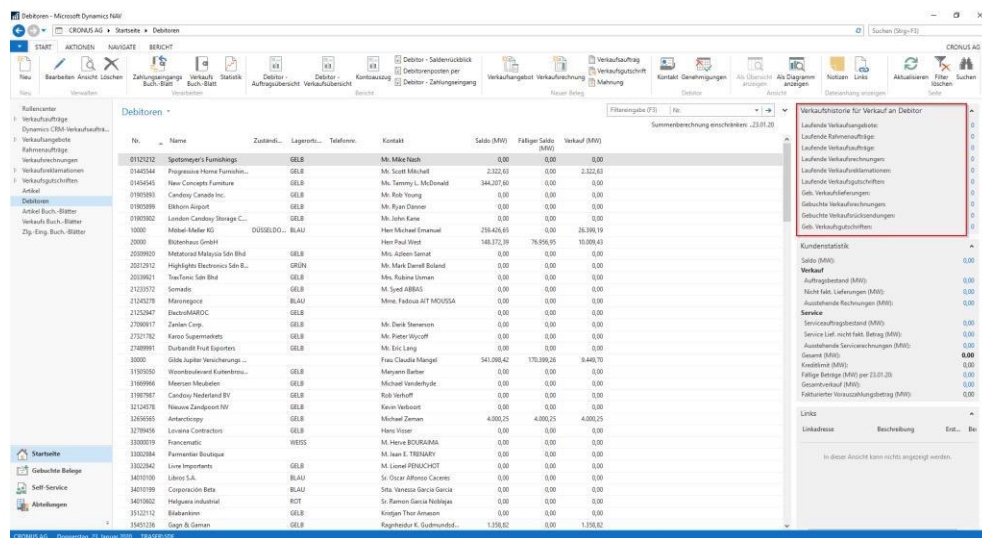 Debitoren - Microsoft Dynamics NAV
CRONUS AG ▸ Startseite ▸ Debitoren
Suchen (Strg+F3)
START AKTIONEN NAVIGATE BERICHT
CRONUS AG
Neu
Bearbeiten Ansicht Löschen
Zahlungseingangs Buch.-Blatt
Verkaufs Buch.-Blatt
Statistik
Debitor - Auftragsübersicht
Debitor - Verkaufsübersicht
Kontoauszug
Debitor - Saldenrückblick
Debitorenposten per
Debitor - Zahlungseingang
Verkaufsangebot Verkaufsrechnung
Verkaufsauftrag
Verkaufsgutschrift
Mahnung
Kontakt Genehmigungen
Als Übersicht anzeigen
Als Diagramm anzeigen
Notizen Links
Aktualisieren Filter löschen Suchen
Neu Verwalten Verarbeiten Bericht Neuer Beleg Debitor Ansicht Dateianhang anzeigen Seite
Rollencenter
Verkaufsaufträge
Dynamics CRM-Verkaufsauftra...
Verkaufsangebote
Rahmenaufträge
Verkaufsrechnungen
Verkaufsreklamationen
Verkaufsgutschriften
Artikel
Debitoren
Artikel Buch.-Blätter
Verkaufs Buch.-Blätter
Zlg.-Eing. Buch.-Blätter
Startseite
Gebuchte Belege
Self-Service
Abteilungen
Debitoren
Filtereingabe (F3) Nr.
Summenberechnung einschränken: ..23.01.20
Nr. Name Zuständi... Lagerorts... Telefonnr. Kontakt Saldo (MW) Fälliger Saldo (MW) Verkauf (MW)
01121212 Spotsmeyer's Furnishings GELB Mr. Mike Nash 0,00 0,00 0,00
01445544 Progressive Home Furnishin... GELB Mr. Scott Mitchell 2.322,63 0,00 2.322,63
01454545 New Concepts Furniture GELB Ms. Tammy L. McDonald 344.207,60 0,00 0,00
01905893 Candoxy Canada Inc. GELB Mr. Rob Young 0,00 0,00 0,00
01905899 Elkhorn Airport GELB Mr. Ryan Danner 0,00 0,00 0,00
01905902 London Candoxy Storage C... GELB Mr. John Kane 0,00 0,00 0,00
10000 Möbel-Meller KG DÜSSELDO... BLAU Herr Michael Emanuel 259.426,65 0,00 26.399,19
20000 Blütenhaus GmbH Herr Paul West 148.372,39 76.956,95 10.009,43
20309920 Metatorad Malaysia Sdn Bhd GELB Mrs. Azleen Samat 0,00 0,00 0,00
20312912 Highlights Electronics Sdn B... GRÜN Mr. Mark Darrell Boland 0,00 0,00 0,00
20339921 TraxTonic Sdn Bhd GELB Mrs. Rubina Usman 0,00 0,00 0,00
21233572 Somadis GELB M. Syed ABBAS 0,00 0,00 0,00
21245278 Maronegoce BLAU Mme. Fadoua AIT MOUSSA 0,00 0,00 0,00
21252947 ElectroMAROC GELB 0,00 0,00 0,00
27090917 Zanlan Corp. GELB Mr. Derik Stenerson 0,00 0,00 0,00
27321782 Karoo Supermarkets GELB Mr. Pieter Wycoff 0,00 0,00 0,00
27489991 Durbandit Fruit Exporters GELB Mr. Eric Lang 0,00 0,00 0,00
30000 Gilde Jupiter Versicherungs ... Frau Claudia Mangel 541.098,42 170.399,26 9.449,70
31505050 Woonboulevard Kuitenbrou... GELB Maryann Barber 0,00 0,00 0,00
31669966 Meersen Meubelen GELB Michael Vanderhyde 0,00 0,00 0,00
31987987 Candoxy Nederland BV GELB Rob Verhoff 0,00 0,00 0,00
32124578 Nieuwe Zandpoort NV GELB Kevin Verboort 0,00 0,00 0,00
32656565 Antarcticopy GELB Michael Zeman 4.000,25 4.000,25 4.000,25
32789456 Lovaina Contractors GELB Hans Visser 0,00 0,00 0,00
33000019 Francematic WEISS M. Herve BOURAIMA 0,00 0,00 0,00
33002984 Parmentier Boutique M. Jean E. TRENARY 0,00 0,00 0,00
33022842 Livre Importants GELB M. Lionel PENUCHOT 0,00 0,00 0,00
34010100 Libros S.A. BLAU Sr. Oscar Alfonso Caceres 0,00 0,00 0,00
34010199 Corporación Beta BLAU Srta. Vanessa Garcia Garcia 0,00 0,00 0,00
34010602 Helguera industrial ROT Sr. Ramon Garcia Noblejas 0,00 0,00 0,00
35122112 Bilabankinn GELB Kristjan Thor Arnason 0,00 0,00 0,00
35451236 Gagn & Gaman GELB Ragnheidur K. Gudmundsd... 1.358,82 0,00 1.358,82
Verkaufshistorie für Verkauf an Debitor
Laufende Verkaufsangebote: 0
Laufende Rahmenaufträge: 0
Laufende Verkaufsaufträge: 0
Laufende Verkaufsrechnungen: 0
Laufende Verkaufsreklamationen: 0
Laufende Verkaufsgutschriften: 0
Geb. Verkaufslieferungen: 0
Gebuchte Verkaufsrechnungen: 0
Gebuchte Verkaufsrücksendungen: 0
Geb. Verkaufsgutschriften: 0
Kundenstatistik
Saldo (MW): 0,00
Verkauf
Auftragsbestand (MW): 0,00
Nicht fakt. Lieferungen (MW): 0,00
Ausstehende Rechnungen (MW): 0,00
Service
Serviceauftragsbestand (MW): 0,00
Service Lief. nicht fakt. Betrag (MW): 0,00
Ausstehende Servicerechnungen (MW): 0,00
Gesamt (MW): 0,00
Kreditlimit (MW): 0,00
Fällige Beträge (MW) per 23.01.20: 0,00
Gesamtverkauf (MW): 0,00
Fakturierter Vorauszahlungsbetrag (MW): 0,00
Links
Linkadresse Beschreibung Erst...
In dieser Ansicht kann nichts angezeigt werden.
CRONUS AG Donnerstag, 23. Januar 2020